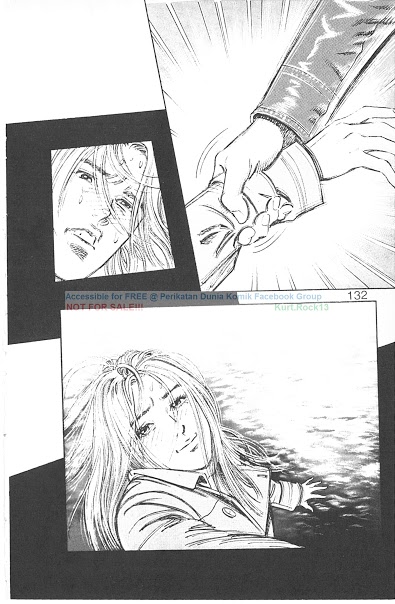 Accessible for FREE @ Perikatan Dunia Komik Facebook Group
132
NOT FOR SALE!!!
Kurt.Rock13